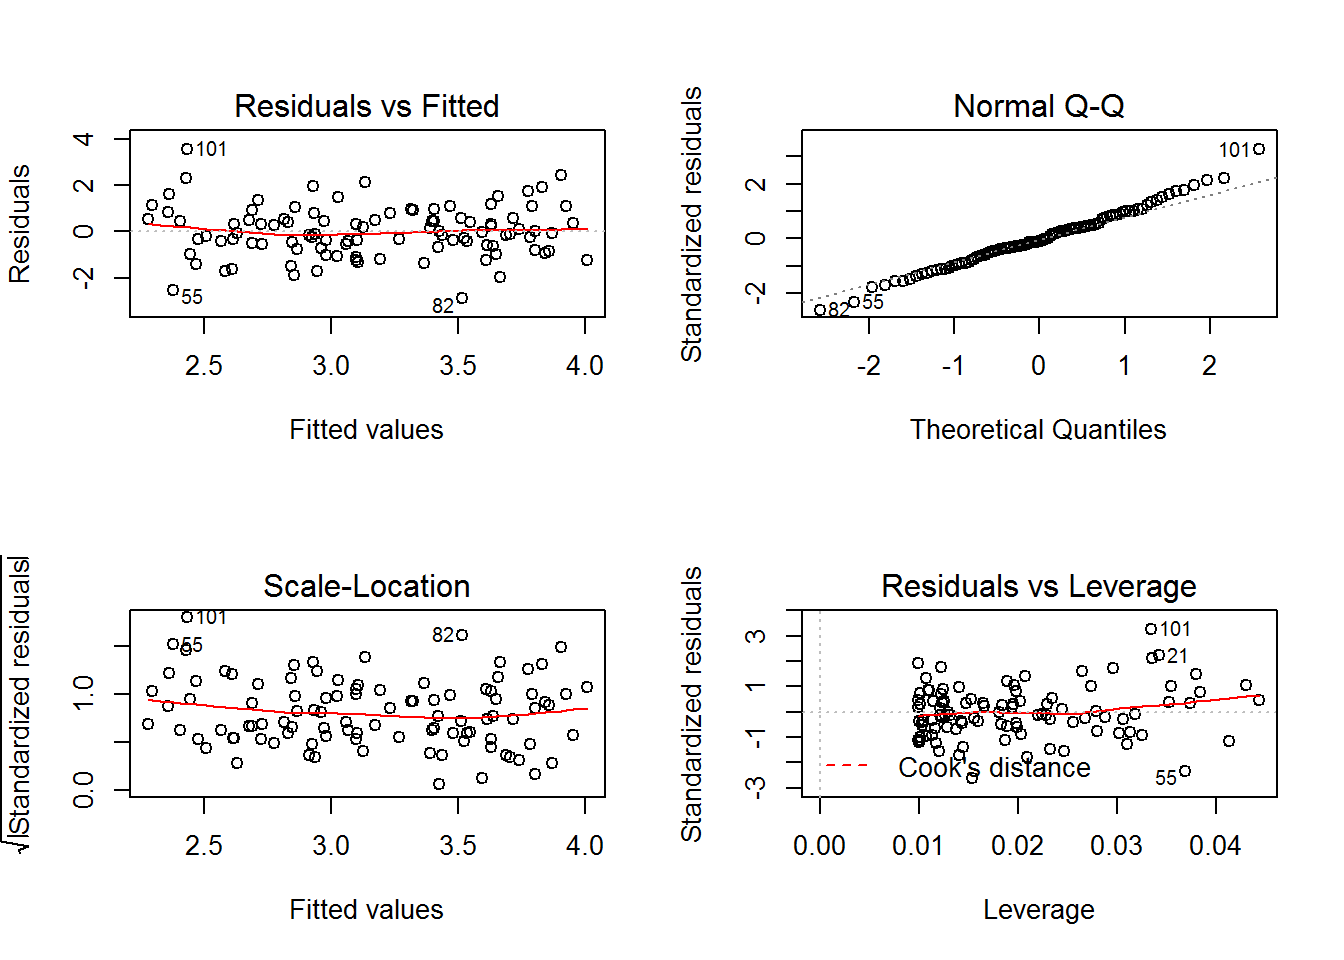 Residuals vs Fitted
Residuals
4
2
0
-2
101
55
82
2.5 3.0 3.5 4.0
Fitted values
Normal Q-Q
Standardized residuals
2
0
-2
101
82
55
-2 -1 0 1 2
Theoretical Quantiles
Scale-Location
√|Standardized residuals|
1.0
0.0
101
55
82
2.5 3.0 3.5 4.0
Fitted values
Residuals vs Leverage
Standardized residuals
3
1
-1
-3
101
21
55
Cook's distance
0.00 0.01 0.02 0.03 0.04
Leverage